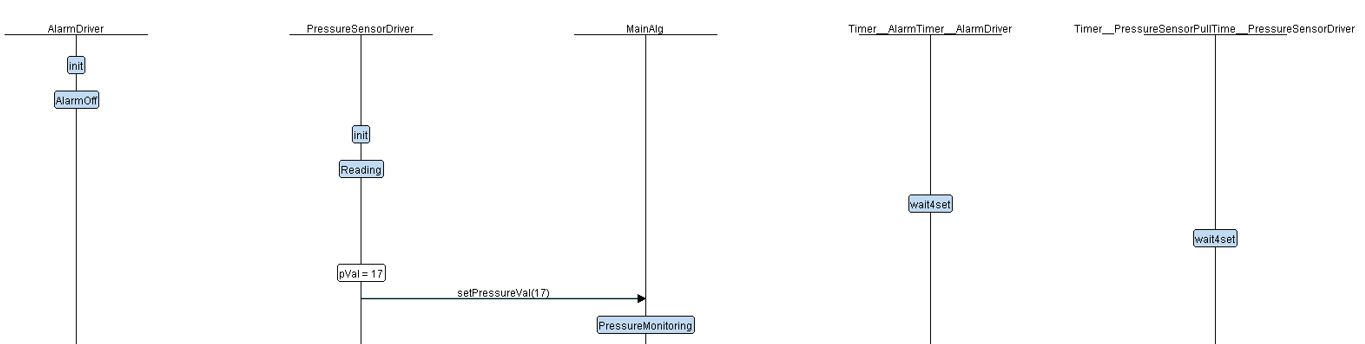 AlarmDriver
PressureSensorDriver
MainAlg
Timer__AlarmTimer__AlarmDriver
Timer__PressureSensorPullTime__PressureSensorDriver
init
AlarmOff
init
Reading
wait4set
wait4set
pVal = 17
setPressureVal(17)
PressureMonitoring